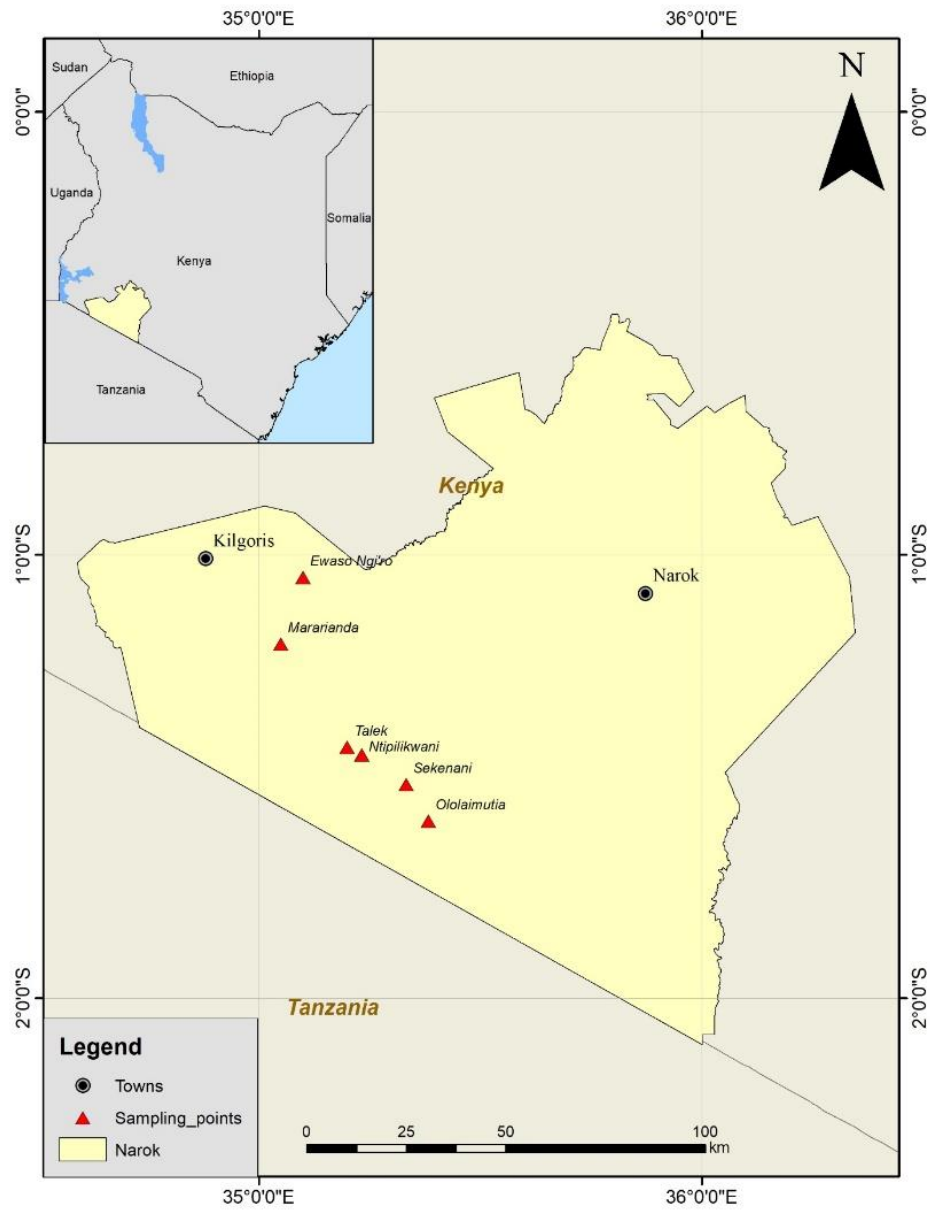 35°0'0"E
36°0'0"E
Sudan
Ethiopia
Uganda
Somalia
Kenya
Tanzania
N
0°0'0"
0°0'0"
Kenya
Kilgoris
Ewaso Ngi'ro
Narok
1°0'0"S
1°0'0"S
Mararianda
Talek
Ntipilikwani
Sekenani
Ololaimutia
2°0'0"S
2°0'0"S
Tanzania
Legend
Towns
Sampling_points
Narok
0 25 50 100
km
35°0'0"E
36°0'0"E